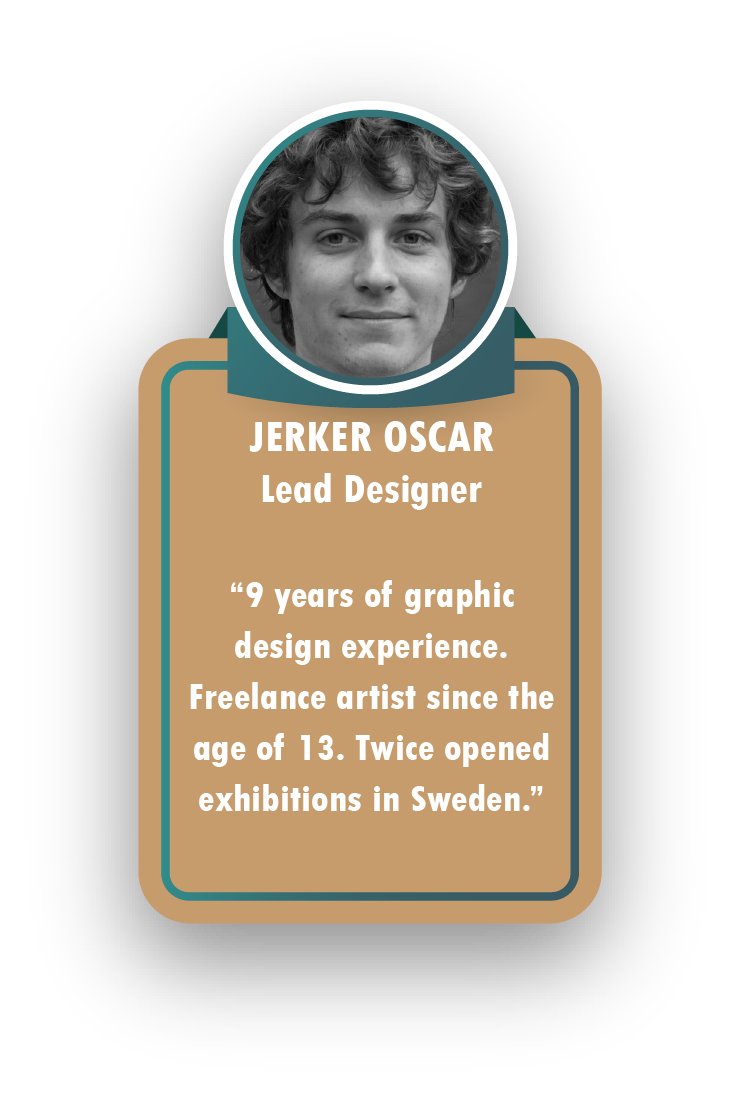 JERKER OSCAR
Lead Designer
“9 years of graphic
design experience.
Freelance artist since the
age of 13. Twice opened
exhibitions in Sweden.”